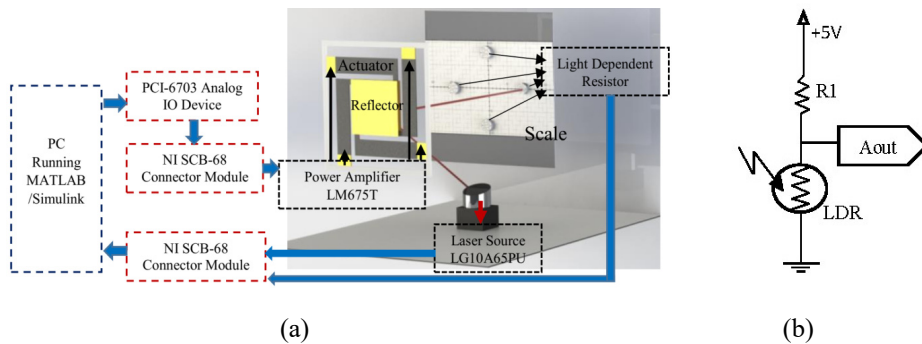 PC
Running
MATLAB
/Simulink
PCI-6703 Analog
IO Device
NI SCB-68
Connector Module
NI SCB-68
Connector Module
Actuator
Reflector
Power Amplifier
LM675T
Scale
Light Dependent
Resistor
Laser Source
LG10A65PU
(a)
+5V
R1
Aout
LDR
(b)